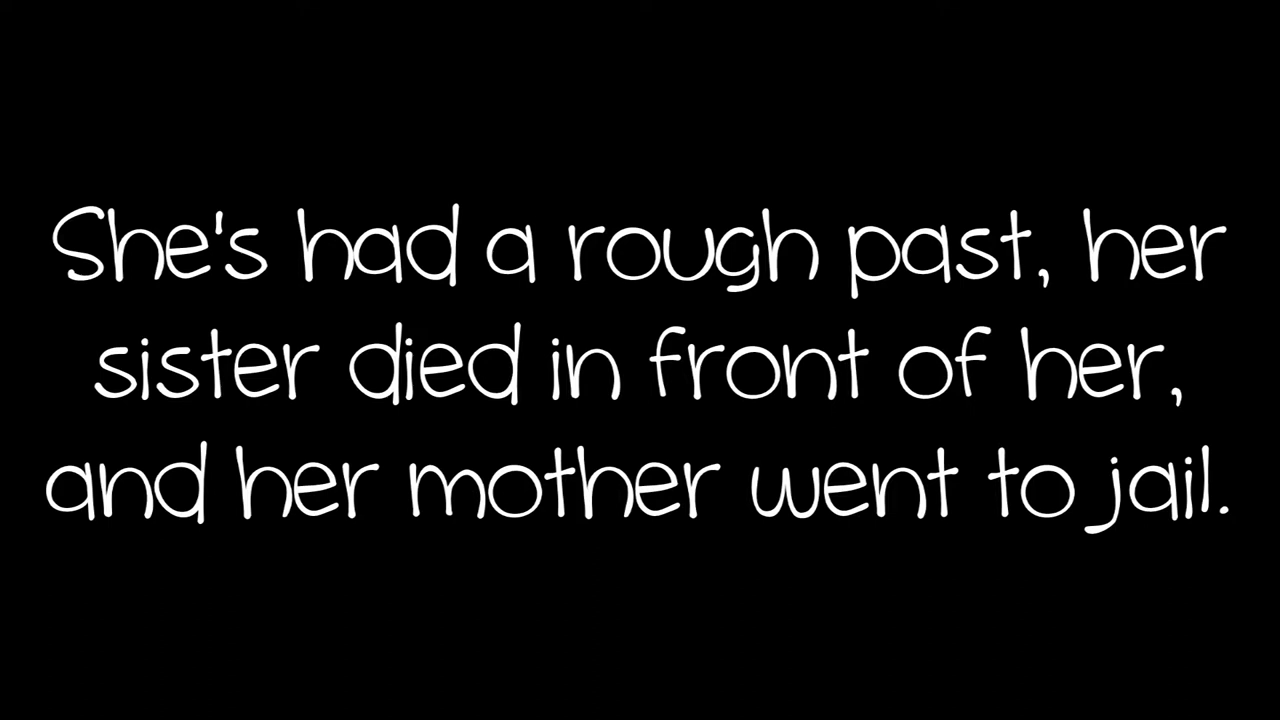 She's had a rough past, her
sister died in front of her,
and her mother went to jail.